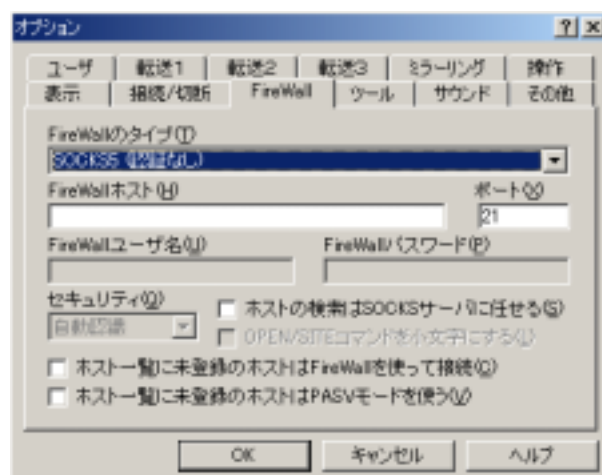 オプション
ユーザ 転送1 転送2 転送3 ミラーリング 操作
表示 接続/切断 FireWall ツール サウンド その他
FireWallのタイプ(T)
SOCKS5 (認証なし)
FireWallホスト(H) ポート(X)
21
FireWallユーザ名(U) FireWallパスワード(P)
セキュリティ(Q)
ホストの検索はSOCKSサーバに任せる(S)
自動認識
OPEN/SITEコマンドを小文字にする(L)
ホスト一覧に未登録のホストはFireWallを使って接続(C)
ホスト一覧に未登録のホストはPASVモードを使う(V)
OK キャンセル ヘルプ